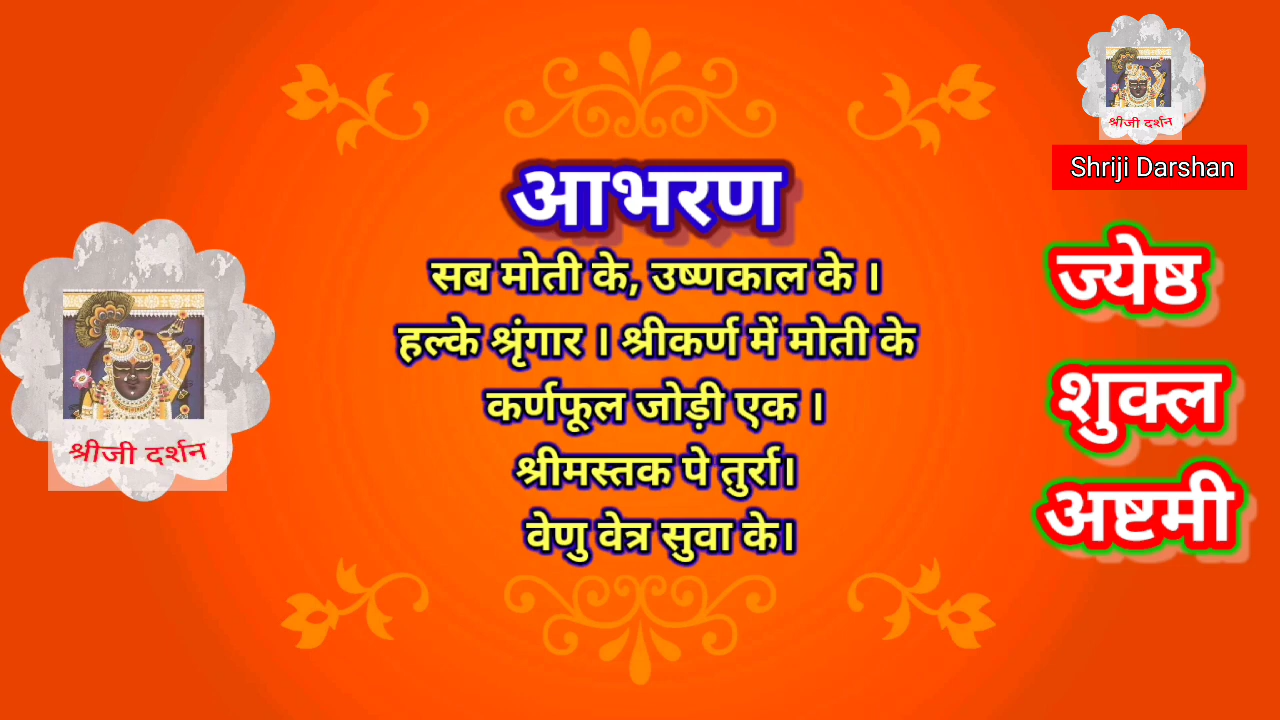 आभरण
सब मोती के, उष्णकाल के ।
हल्के श्रृंगार । श्रीकर्ण में मोती के
कर्णफूल जोड़ी एक ।
श्रीमस्तक पे तुर्रा।
वेणु वेत्र सुवा के।
श्रीजी दर्शन
श्रीजी दर्शन
Shriji Darshan
ज्येष्ठ
शुक्ल
अष्टमी